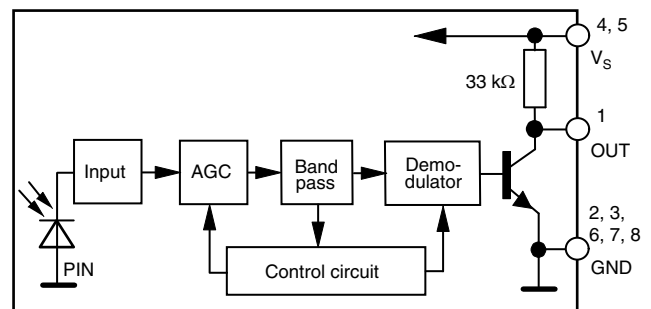 4, 5
V_S
33 kΩ
1
OUT
Input
AGC
Band
pass
Demo-
dulator
2, 3,
6, 7, 8
GND
PIN
Control circuit